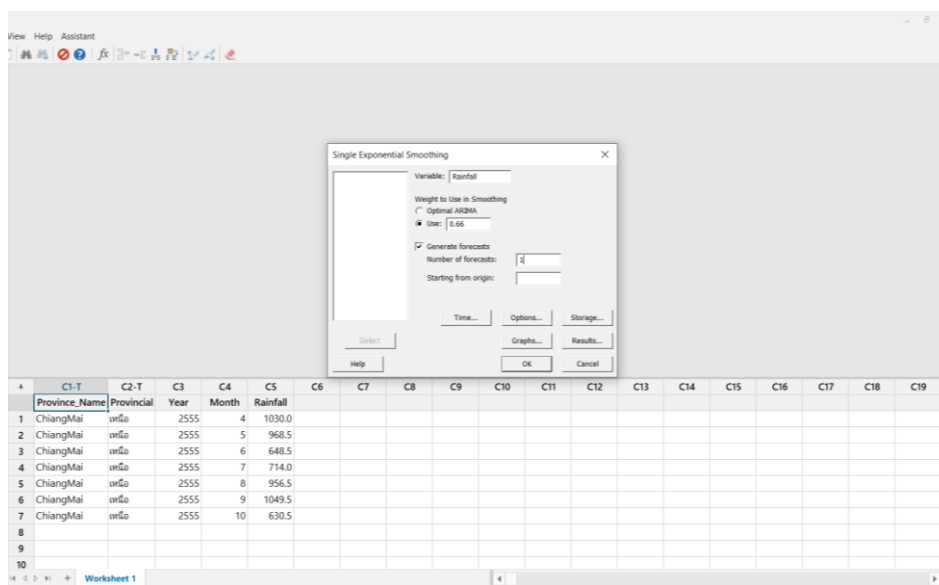 View Help Assistant
fx
Single Exponential Smoothing
Variable: Rainfall
Weight to Use in Smoothing
Optimal ARIMA
Use: 0.66
Generate forecasts
Number of forecasts: 1
Starting from origin:
Time... Options... Storage...
Select Graphs... Results...
Help OK Cancel
C1-T C2-T C3 C4 C5 C6 C7 C8 C9 C10 C11 C12 C13 C14 C15 C16 C17 C18 C19
Province_Name Provincial Year Month Rainfall
1 ChiangMai เหนือ 2555 4 1030.0
2 ChiangMai เหนือ 2555 5 968.5
3 ChiangMai เหนือ 2555 6 648.5
4 ChiangMai เหนือ 2555 7 714.0
5 ChiangMai เหนือ 2555 8 956.5
6 ChiangMai เหนือ 2555 9 1049.5
7 ChiangMai เหนือ 2555 10 630.5
8
9
10
Worksheet 1